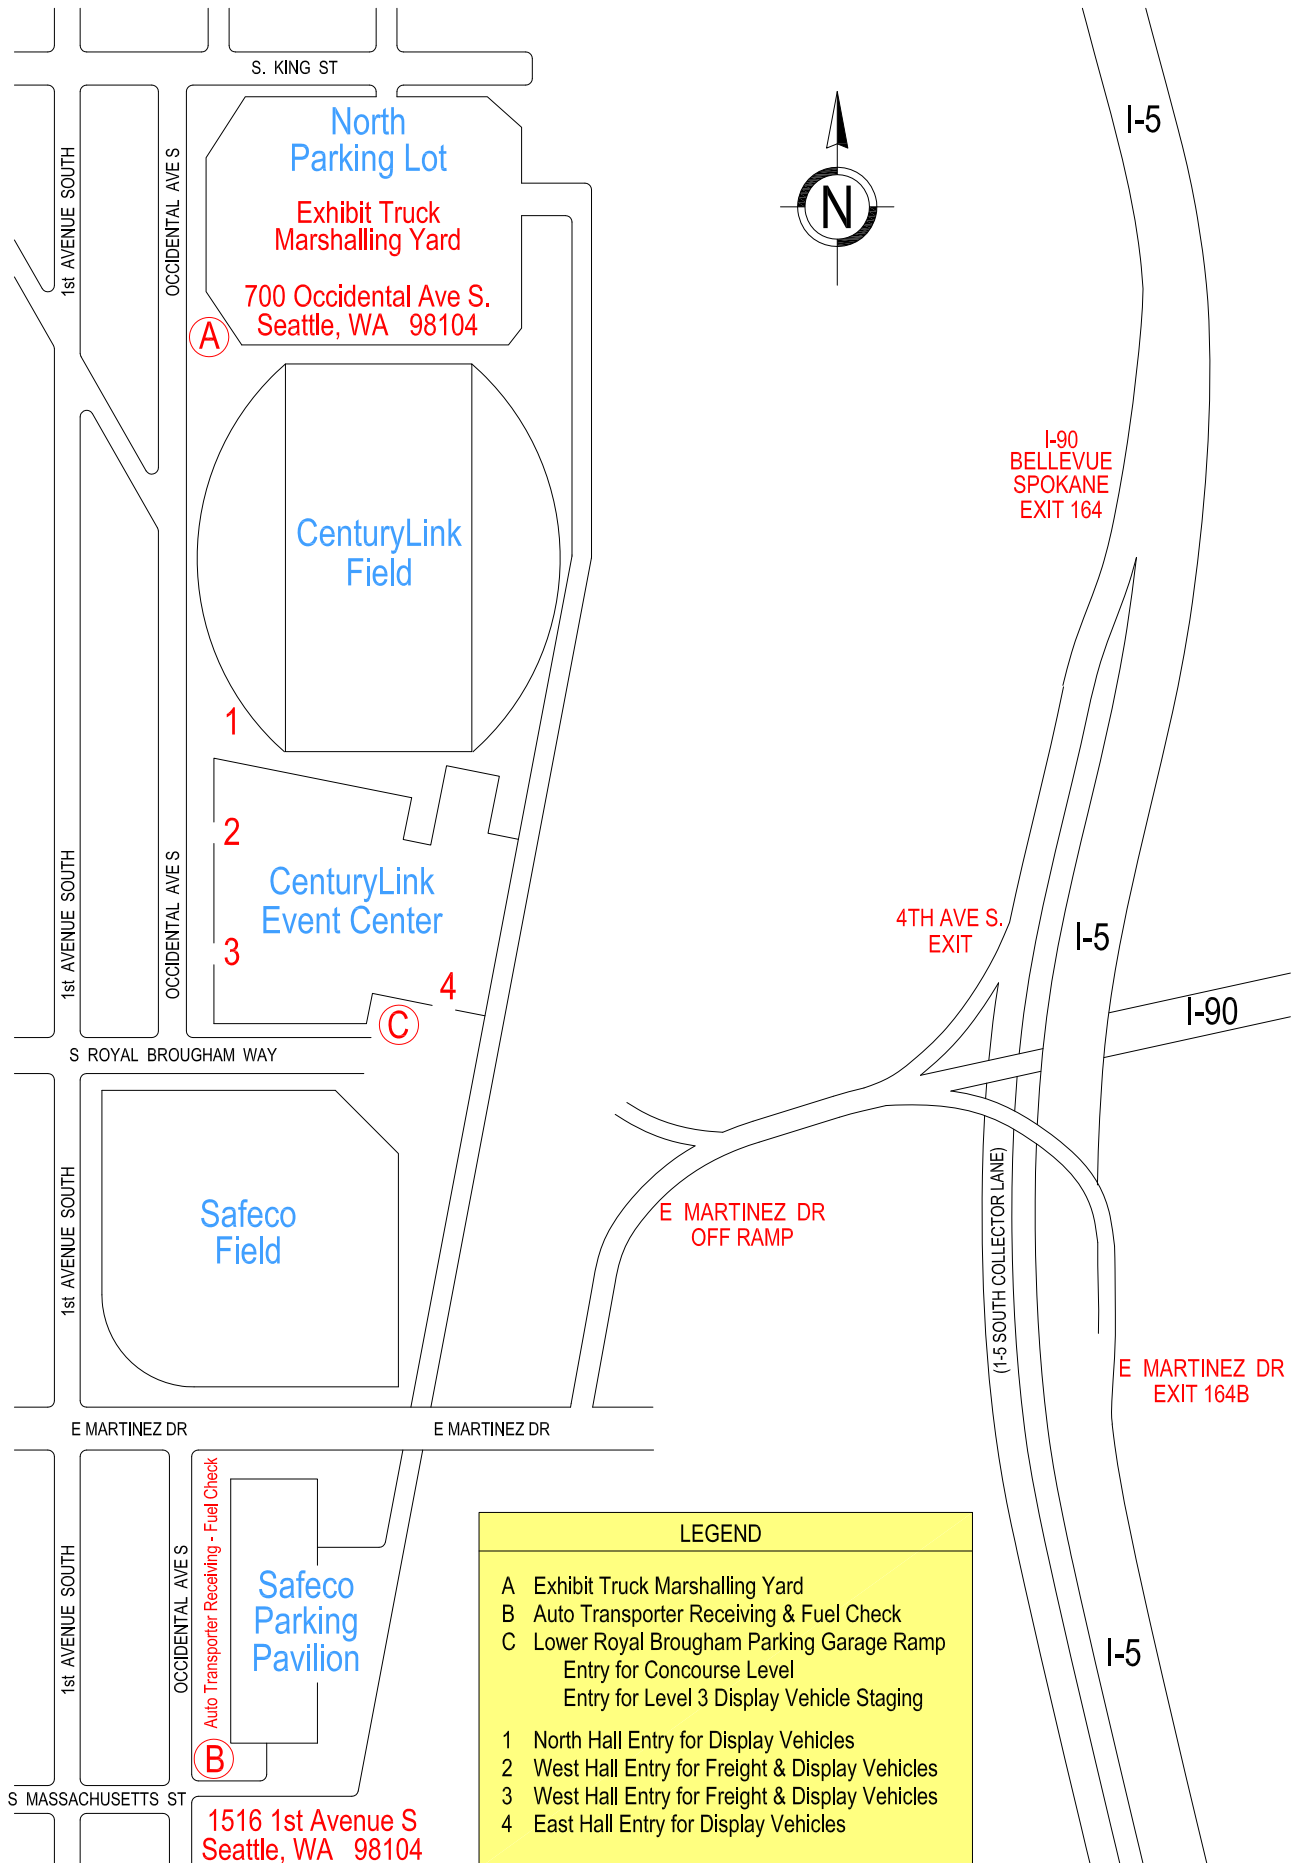 S. KING ST
North
Parking Lot
Exhibit Truck
Marshalling Yard
700 Occidental Ave S.
Seattle, WA 98104
A
1st AVENUE SOUTH
OCCIDENTAL AVE S
N
I-5
I-90
BELLEVUE
SPOKANE
EXIT 164
CenturyLink
Field
1
2
CenturyLink
Event Center
3
4
C
1st AVENUE SOUTH
OCCIDENTAL AVE S
4TH AVE S.
EXIT
I-5
I-90
S ROYAL BROUGHAM WAY
Safeco
Field
1st AVENUE SOUTH
E MARTINEZ DR
OFF RAMP
(1-5 SOUTH COLLECTOR LANE)
E MARTINEZ DR
EXIT 164B
E MARTINEZ DR
E MARTINEZ DR
1st AVENUE SOUTH
OCCIDENTAL AVE S
Auto Transporter Receiving - Fuel Check
Safeco
Parking
Pavilion
B
I-5
S MASSACHUSETTS ST
1516 1st Avenue S
Seattle, WA 98104
LEGEND
A Exhibit Truck Marshalling Yard
B Auto Transporter Receiving & Fuel Check
C Lower Royal Brougham Parking Garage Ramp
Entry for Concourse Level
Entry for Level 3 Display Vehicle Staging
1 North Hall Entry for Display Vehicles
2 West Hall Entry for Freight & Display Vehicles
3 West Hall Entry for Freight & Display Vehicles
4 East Hall Entry for Display Vehicles